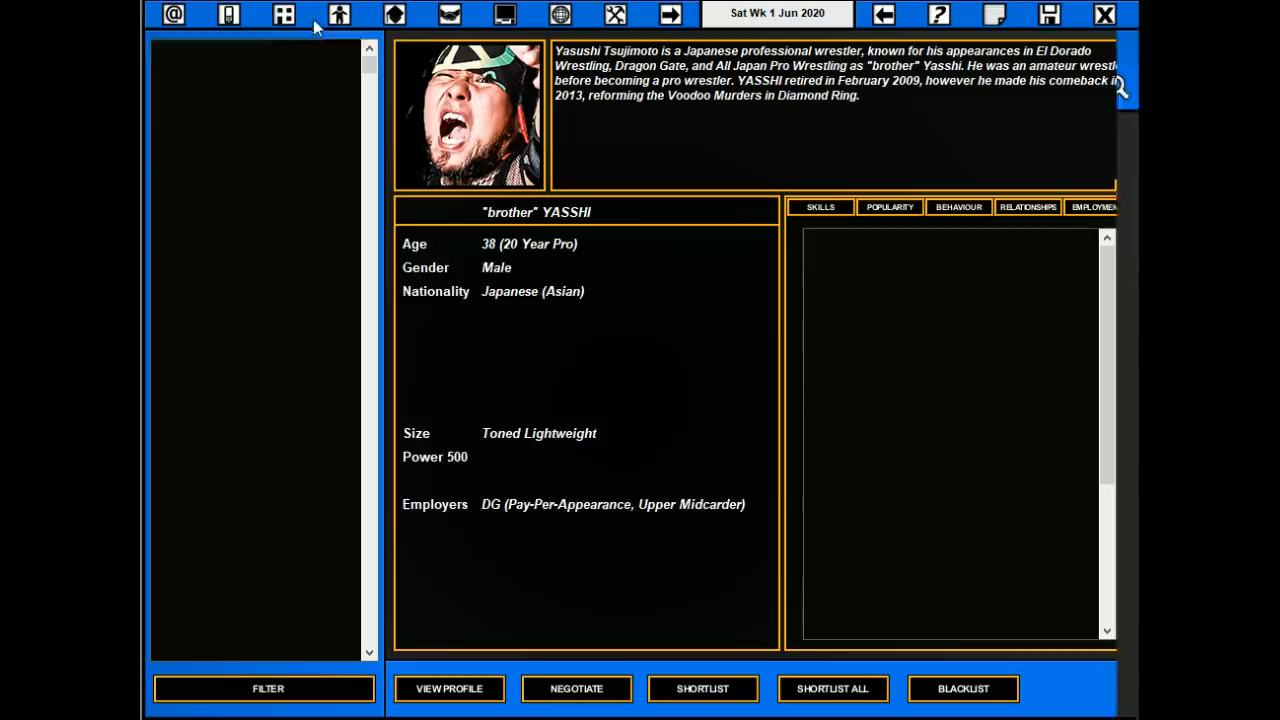 Sat Wk 1 Jun 2020
Yasushi Tsujimoto is a Japanese professional wrestler, known for his appearances in El Dorado
Wrestling, Dragon Gate, and All Japan Pro Wrestling as "brother" Yasshi. He was an amateur
before becoming a pro wrestler. YASSHI retired in February 2009, however he made his comeback
2013, reforming the Voodoo Murders in Diamond Ring.
"brother" YASSHI
SKILLS POPULARITY BEHAVIOUR RELATIONSHIPS
Age 38 (20 Year Pro)
Gender Male
Nationality Japanese (Asian)
Size Toned Lightweight
Power 500
Employers DG (Pay-Per-Appearance, Upper Midcarder)
FILTER VIEW PROFILE NEGOTIATE SHORTLIST SHORTLIST ALL BLACKLIST